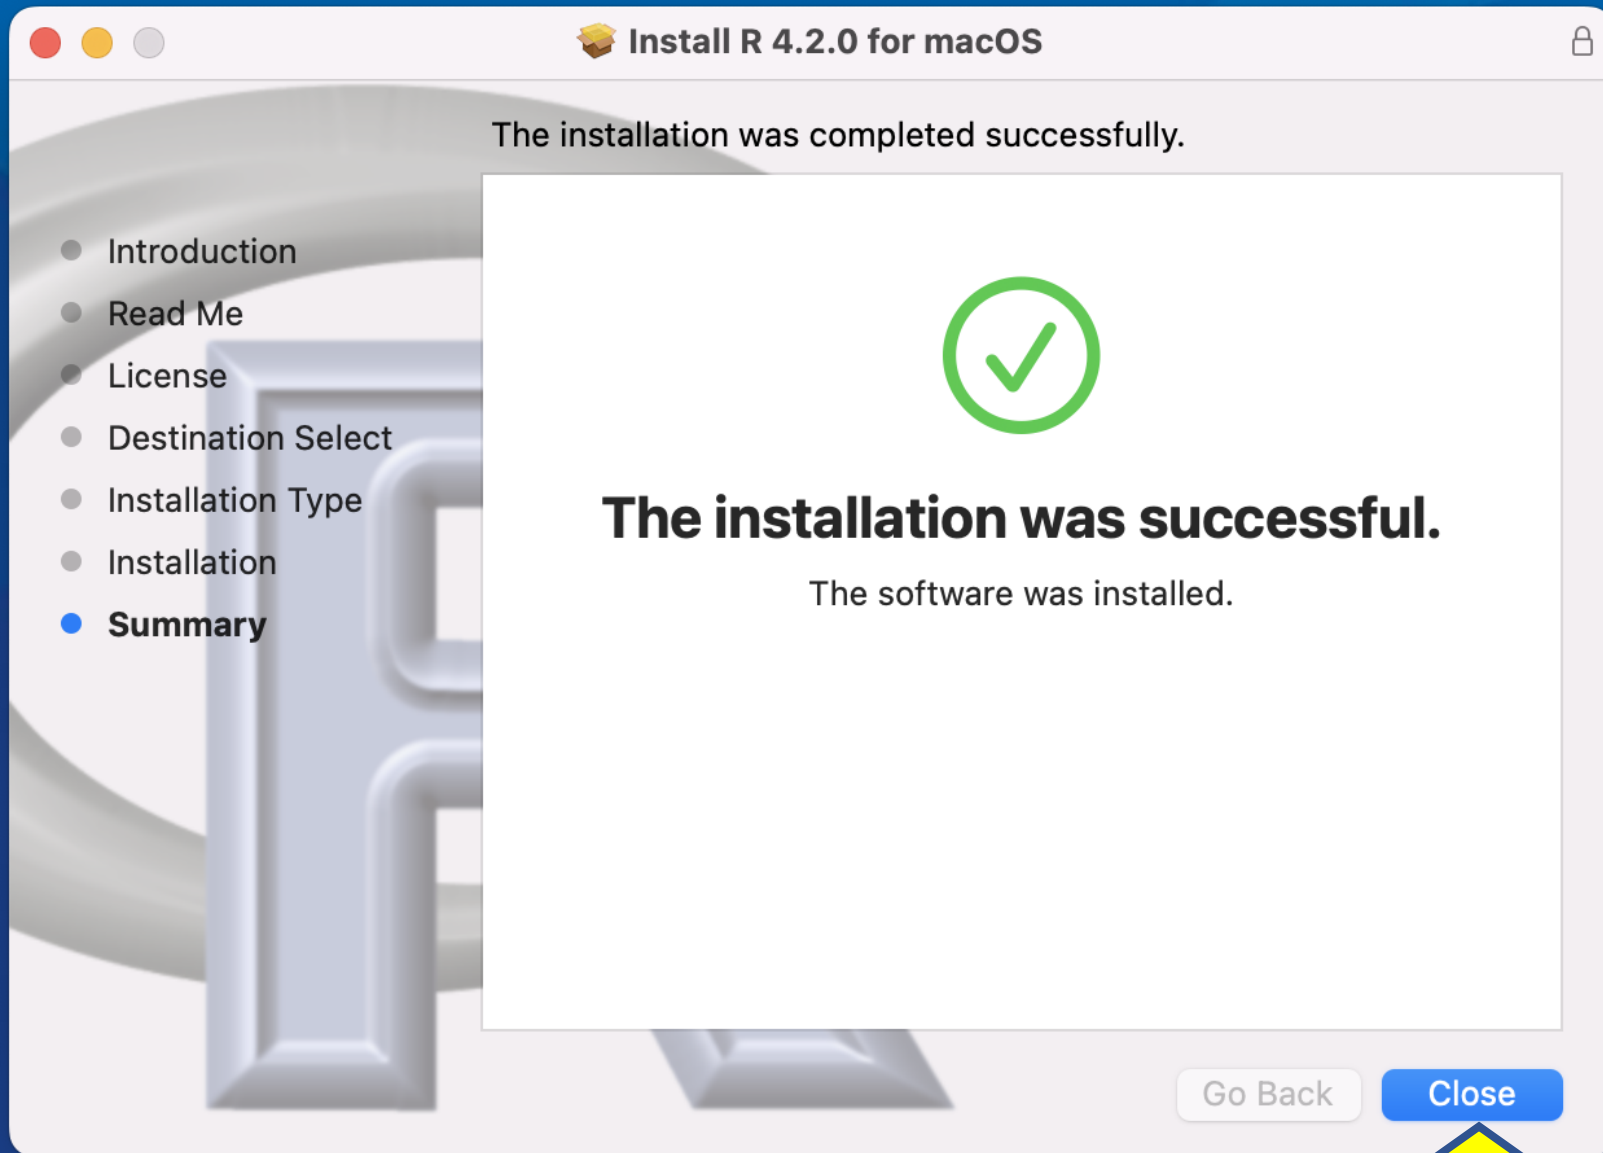 Install R 4.2.0 for macOS
The installation was completed successfully.
Introduction
Read Me
License
Destination Select
Installation Type
Installation
Summary
The installation was successful.
The software was installed.
Go Back
Close